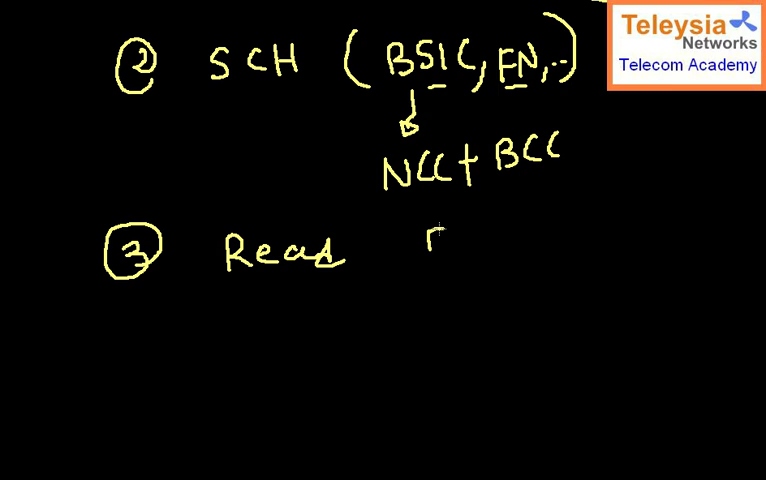 ② SCH (BSIC, FN, ..)
NCC + BCC
③ Read
Teleysia
Networks
Telecom Academy